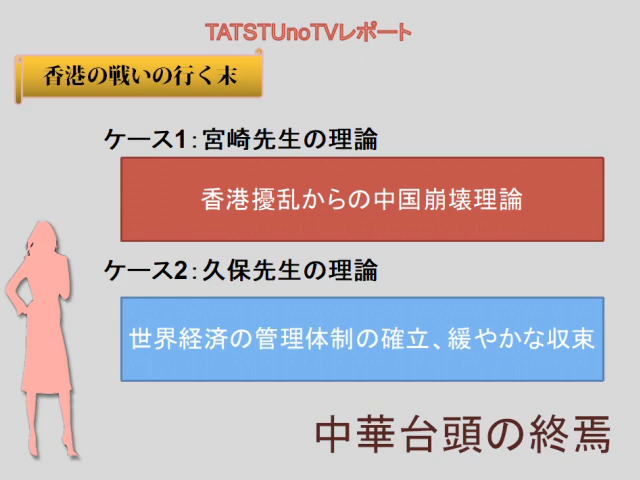 TATSTUnoTVレポート
香港の戦いの行く末
ケース1：宮崎先生の理論
香港擾乱からの中国崩壊理論
ケース2：久保先生の理論
世界経済の管理体制の確立、緩やかな収束
中華台頭の終焉